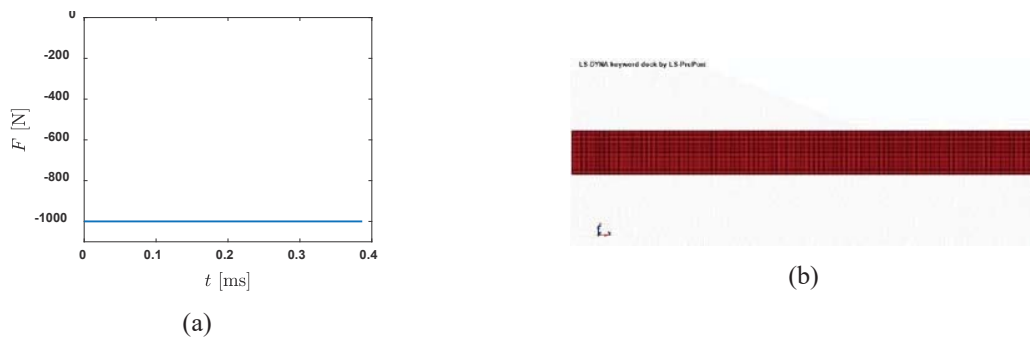 0
-200
-400
-600
-800
-1000
F [N]
0 0.1 0.2 0.3 0.4
t [ms]
(a)
LS-DYNA keyword deck by LS-PrePost
(b)